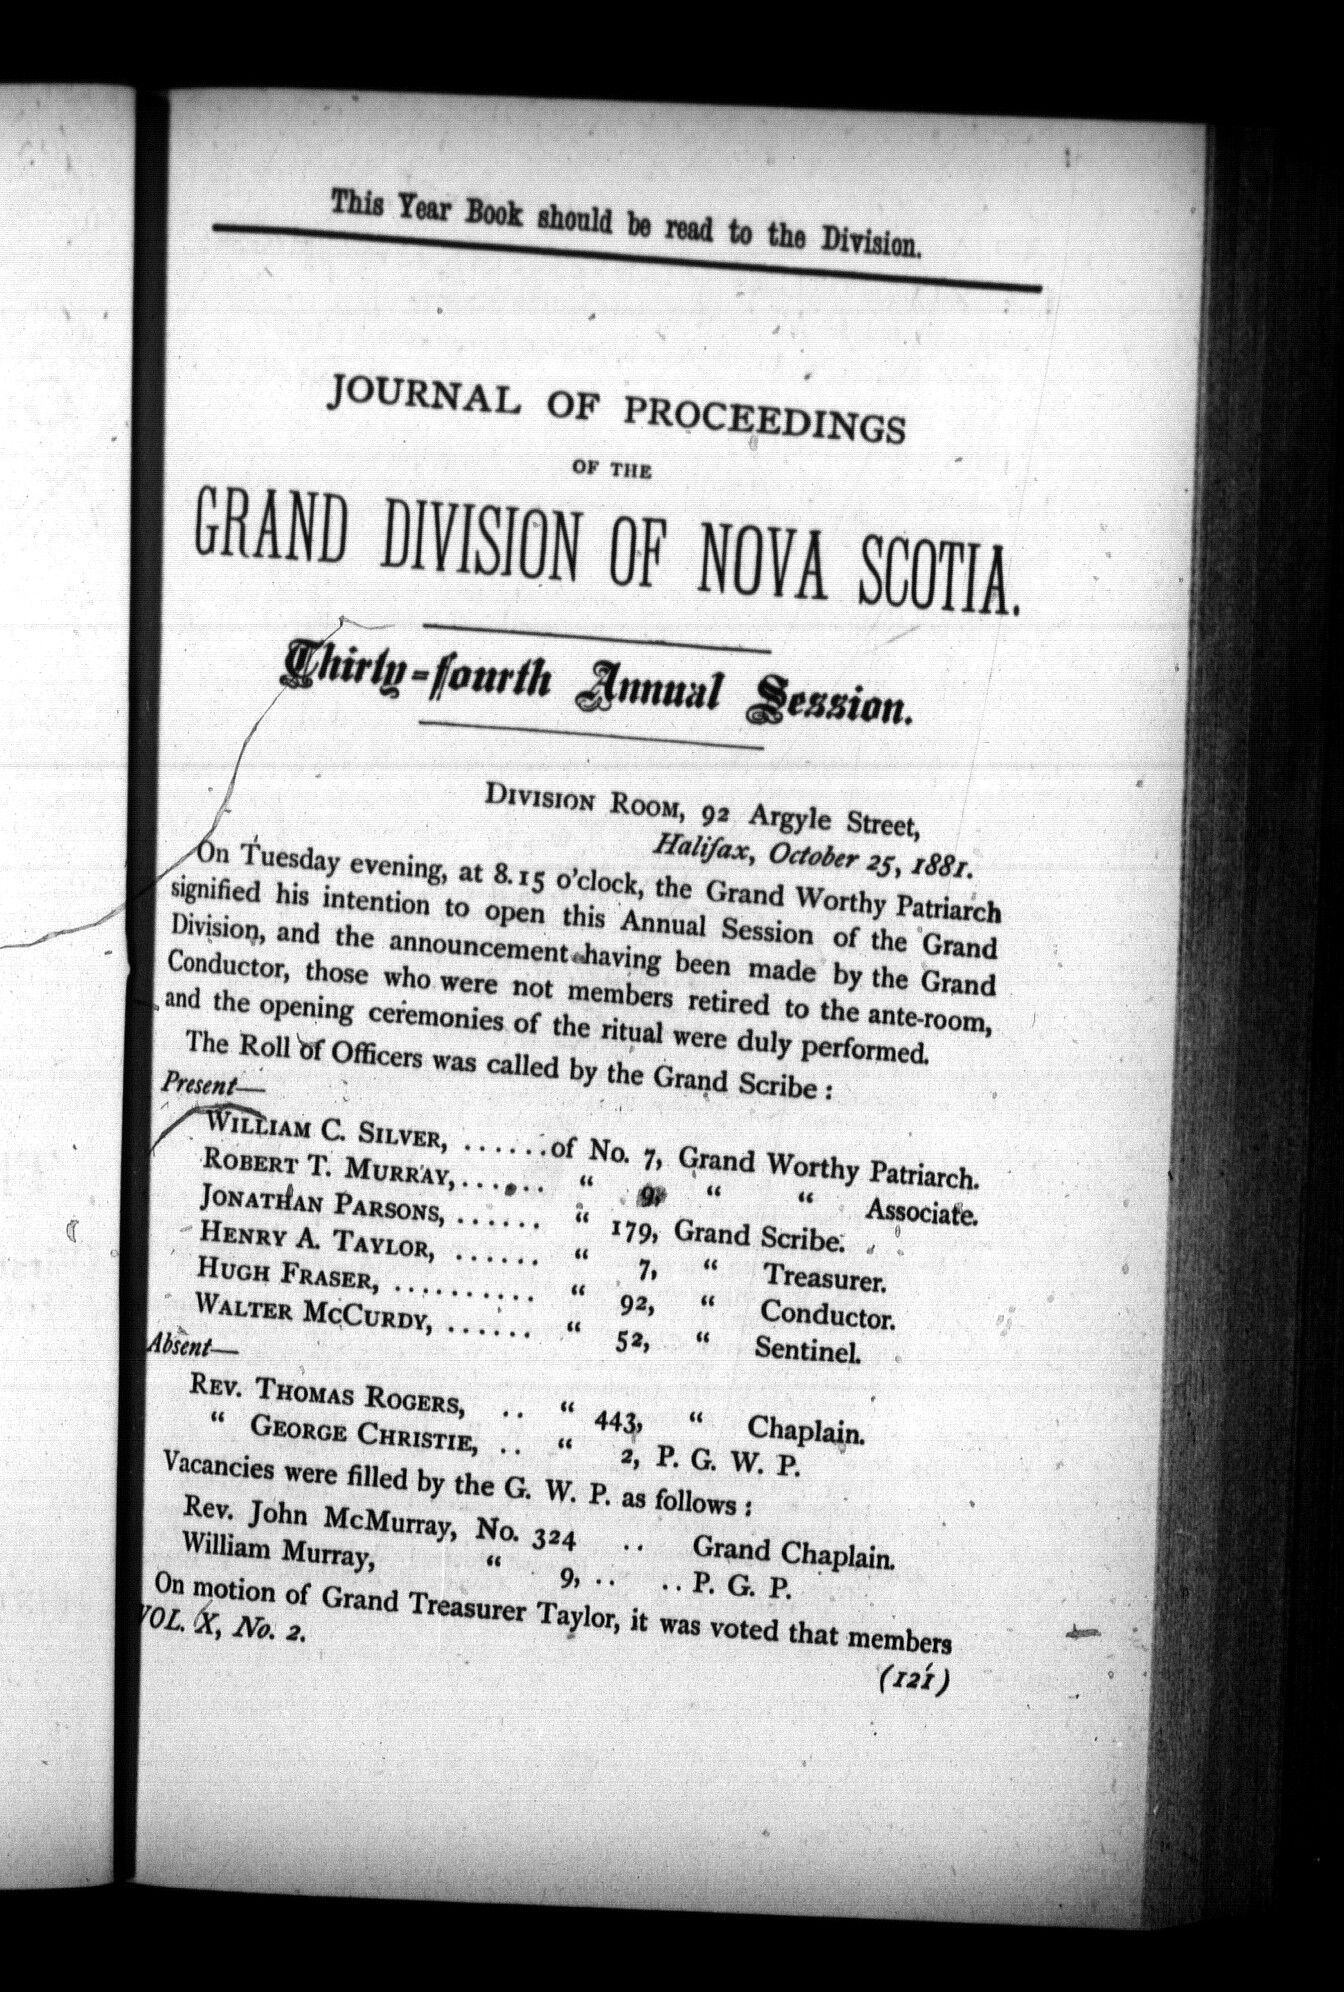 This Year Book should be read to the Division.
JOURNAL OF PROCEEDINGS
OF THE
GRAND DIVISION OF NOVA SCOTIA.
Thirty-fourth Annual Session.
DIVISION ROOM, 92 Argyle Street,
Halifax, October 25, 1881.
On Tuesday evening, at 8.15 o'clock, the Grand Worthy Patriarch
signified his intention to open this Annual Session of the Grand
Division, and the announcement having been made by the Grand
Conductor, those who were not members retired to the ante-room,
and the opening ceremonies of the ritual were duly performed.
The Roll of Officers was called by the Grand Scribe :
Present—
WILLIAM C. SILVER, ......of No. 7, Grand Worthy Patriarch.
ROBERT T. MURRAY,...... " 9, " " Associate.
JONATHAN PARSONS, ...... " 179, Grand Scribe.
HENRY A. TAYLOR, ...... " 7, " Treasurer.
HUGH FRASER, .......... " 92, " Conductor.
WALTER MCCURDY, ...... " 52, " Sentinel.
Absent—
REV. THOMAS ROGERS, .. " 443, " Chaplain.
" GEORGE CHRISTIE, .. " 2, P. G. W. P.
Vacancies were filled by the G. W. P. as follows :
Rev. John McMurray, No. 324 .. Grand Chaplain.
William Murray, " 9, .. .. P. G. P.
On motion of Grand Treasurer Taylor, it was voted that members
VOL. X, No. 2.
(121)